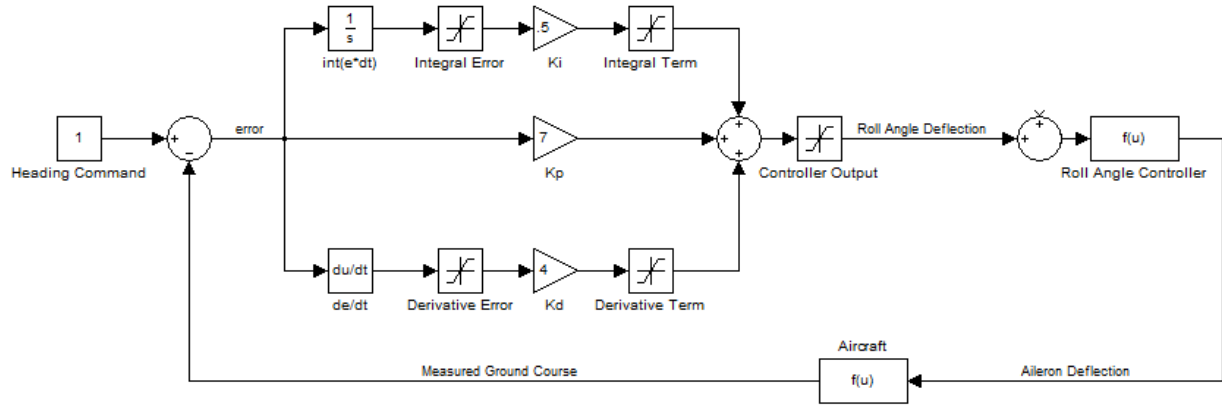 1
s
.5
int(e*dt) Integral Error Ki Integral Term
error
1
7
Roll Angle Deflection
f(u)
Heading Command
Kp
Controller Output
Roll Angle Controller
du/dt
4
de/dt Derivative Error Kd Derivative Term
Aircraft
Measured Ground Course
f(u)
Aileron Deflection